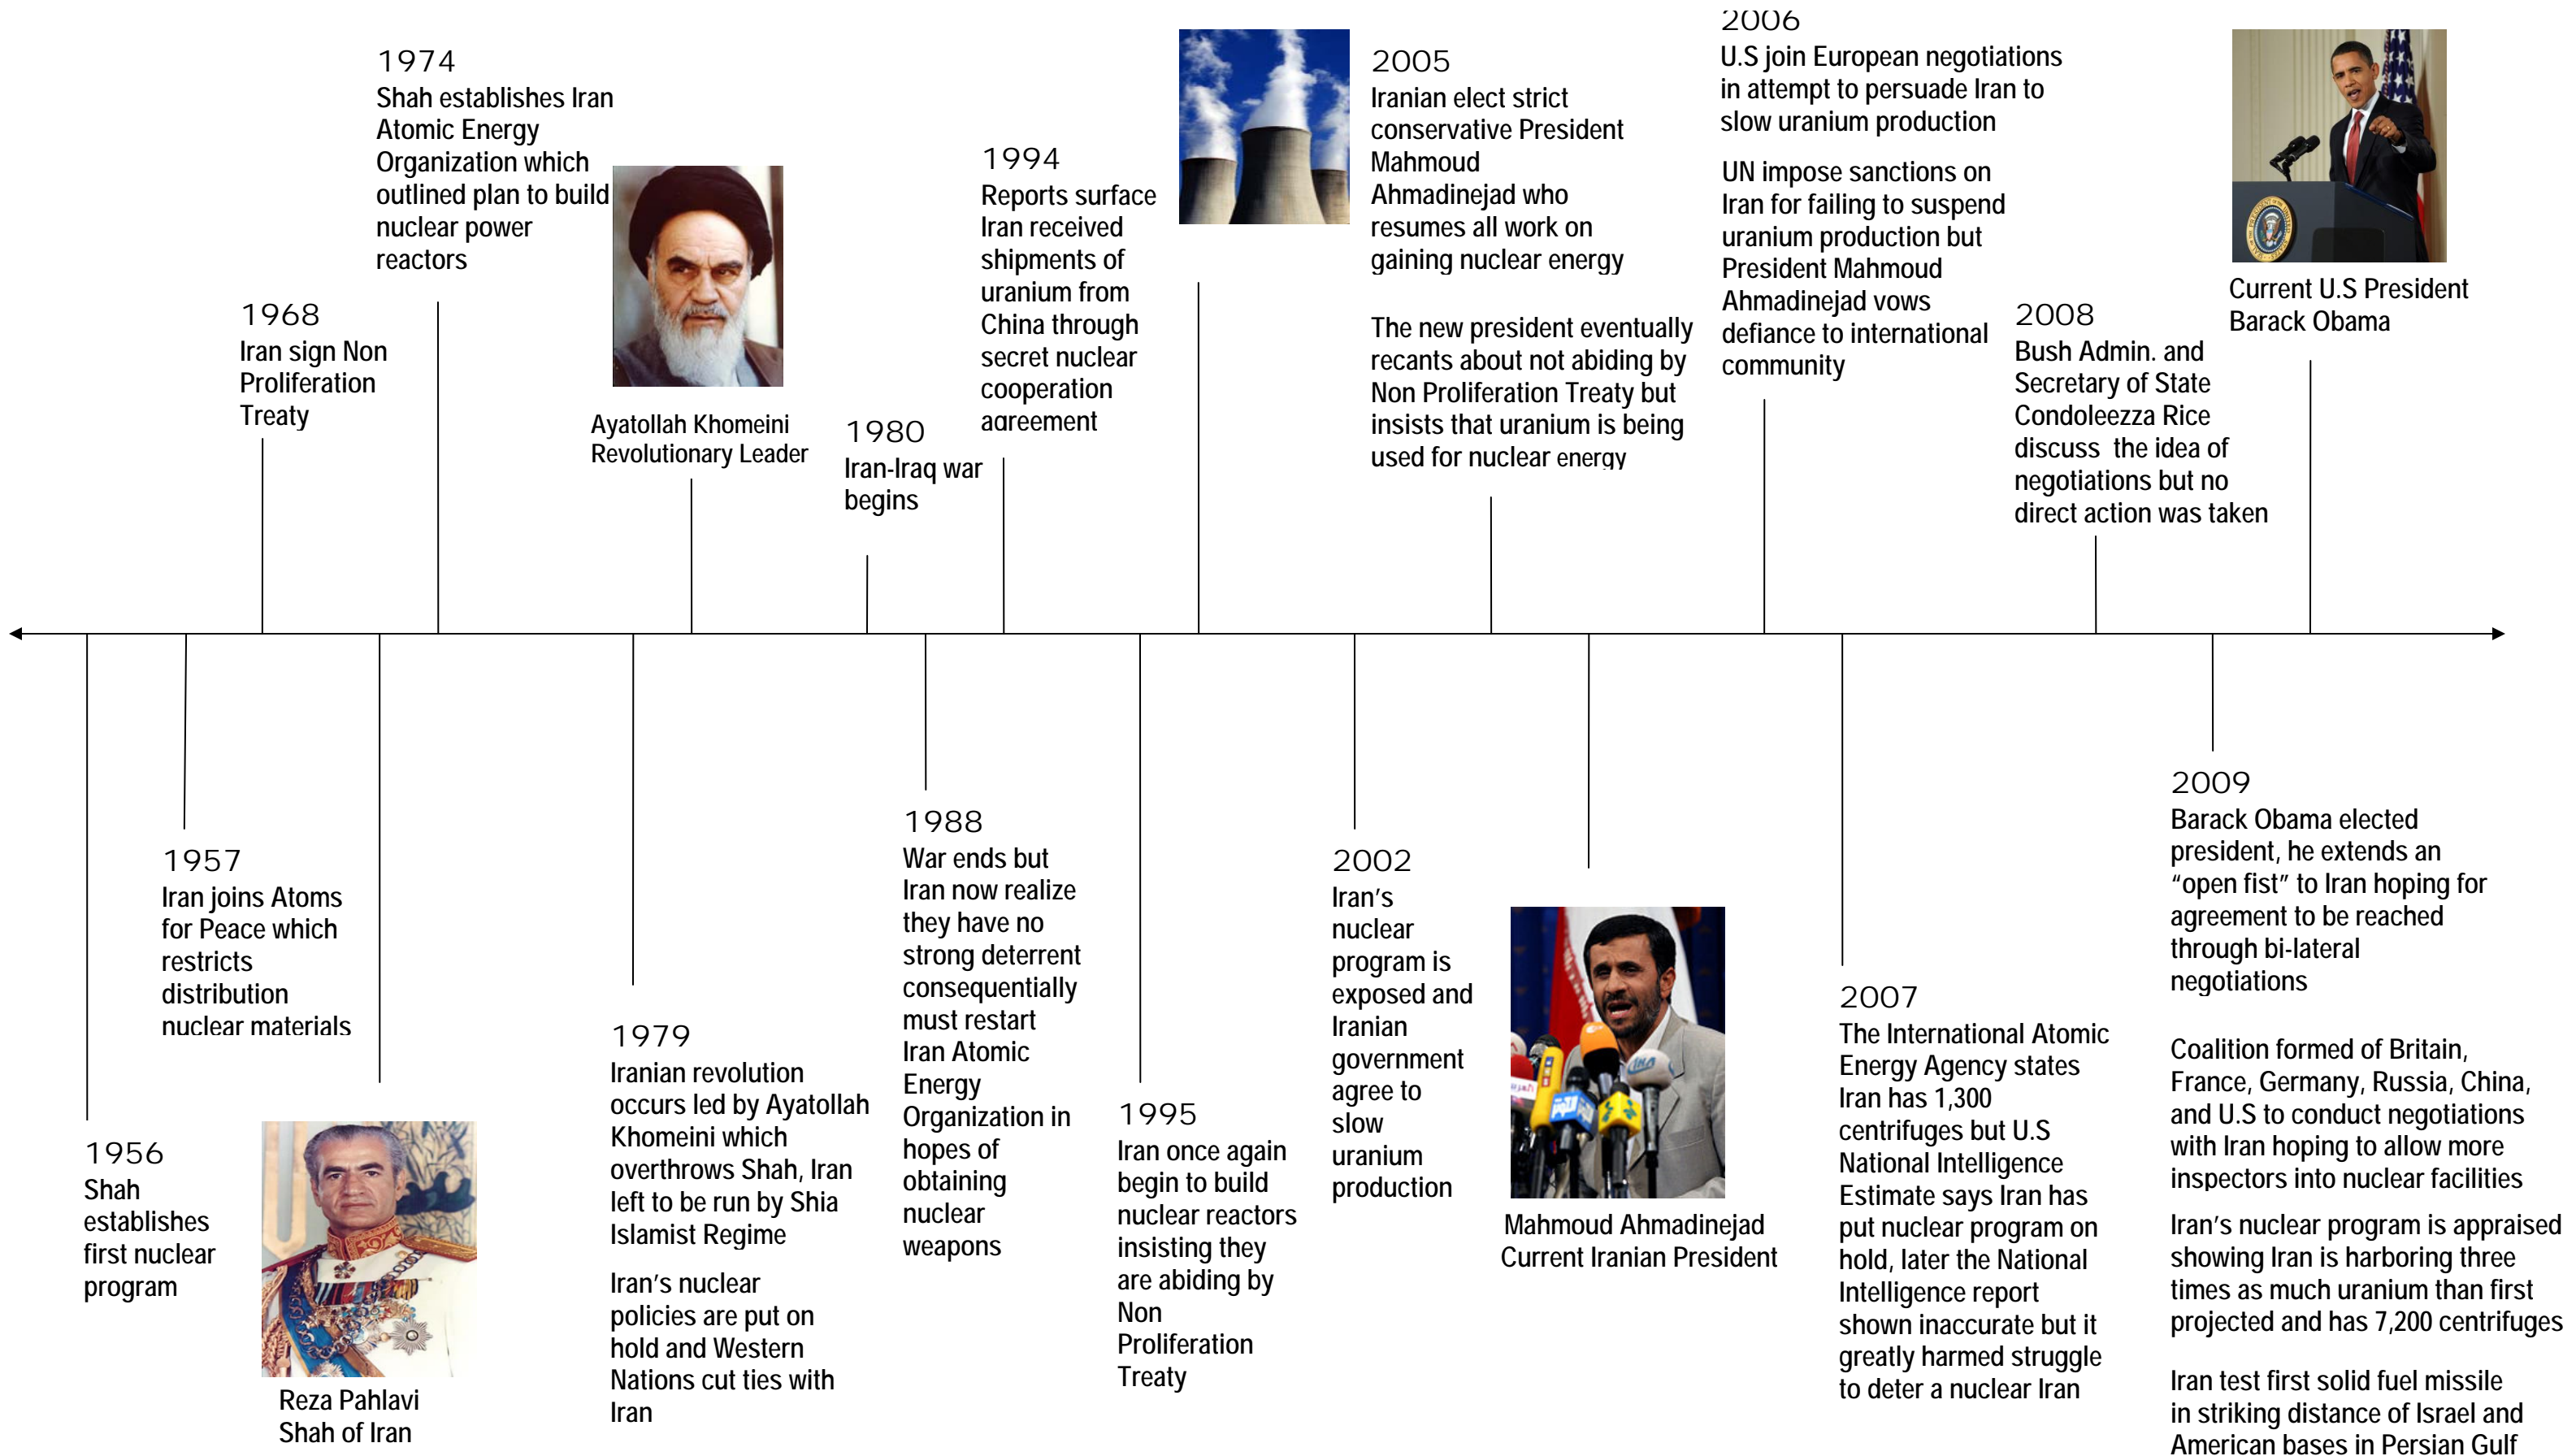 1956
Shah
establishes
first nuclear
program
1957
Iran joins Atoms
for Peace which
restricts
distribution
nuclear materials
1968
Iran sign Non
Proliferation
Treaty
Reza Pahlavi
Shah of Iran
1974
Shah establishes Iran
Atomic Energy
Organization which
outlined plan to build
nuclear power
reactors
1979
Iranian revolution
occurs led by Ayatollah
Khomeini which
overthrows Shah, Iran
left to be run by Shia
Islamist Regime
Iran's nuclear
policies are put on
hold and Western
Nations cut ties with
Iran
Ayatollah Khomeini
Revolutionary Leader
1980
Iran-Iraq war
begins
1988
War ends but
Iran now realize
they have no
strong deterrent
consequentially
must restart
Iran Atomic
Energy
Organization in
hopes of
obtaining
nuclear
weapons
1994
Reports surface
Iran received
shipments of
uranium from
China through
secret nuclear
cooperation
agreement
1995
Iran once again
begin to build
nuclear reactors
insisting they
are abiding by
Non
Proliferation
Treaty
2002
Iran's
nuclear
program is
exposed and
Iranian
government
agree to
slow
uranium
production
2005
Iranian elect strict
conservative President
Mahmoud
Ahmadinejad who
resumes all work on
gaining nuclear energy
The new president eventually
recants about not abiding by
Non Proliferation Treaty but
insists that uranium is being
used for nuclear energy
Mahmoud Ahmadinejad
Current Iranian President
2006
U.S join European negotiations
in attempt to persuade Iran to
slow uranium production
UN impose sanctions on
Iran for failing to suspend
uranium production but
President Mahmoud
Ahmadinejad vows
defiance to international
community
2007
The International Atomic
Energy Agency states
Iran has 1,300
centrifuges but U.S
National Intelligence
Estimate says Iran has
put nuclear program on
hold, later the National
Intelligence report
shown inaccurate but it
greatly harmed struggle
to deter a nuclear Iran
2008
Bush Admin. and
Secretary of State
Condoleezza Rice
discuss the idea of
negotiations but no
direct action was taken
2009
Barack Obama elected
president, he extends an
“open fist” to Iran hoping for
agreement to be reached
through bi-lateral
negotiations
Coalition formed of Britain,
France, Germany, Russia, China,
and U.S to conduct negotiations
with Iran hoping to allow more
inspectors into nuclear facilities
Iran's nuclear program is appraised
showing Iran is harboring three
times as much uranium than first
projected and has 7,200 centrifuges
Iran test first solid fuel missile
in striking distance of Israel and
American bases in Persian Gulf
Current U.S President
Barack Obama